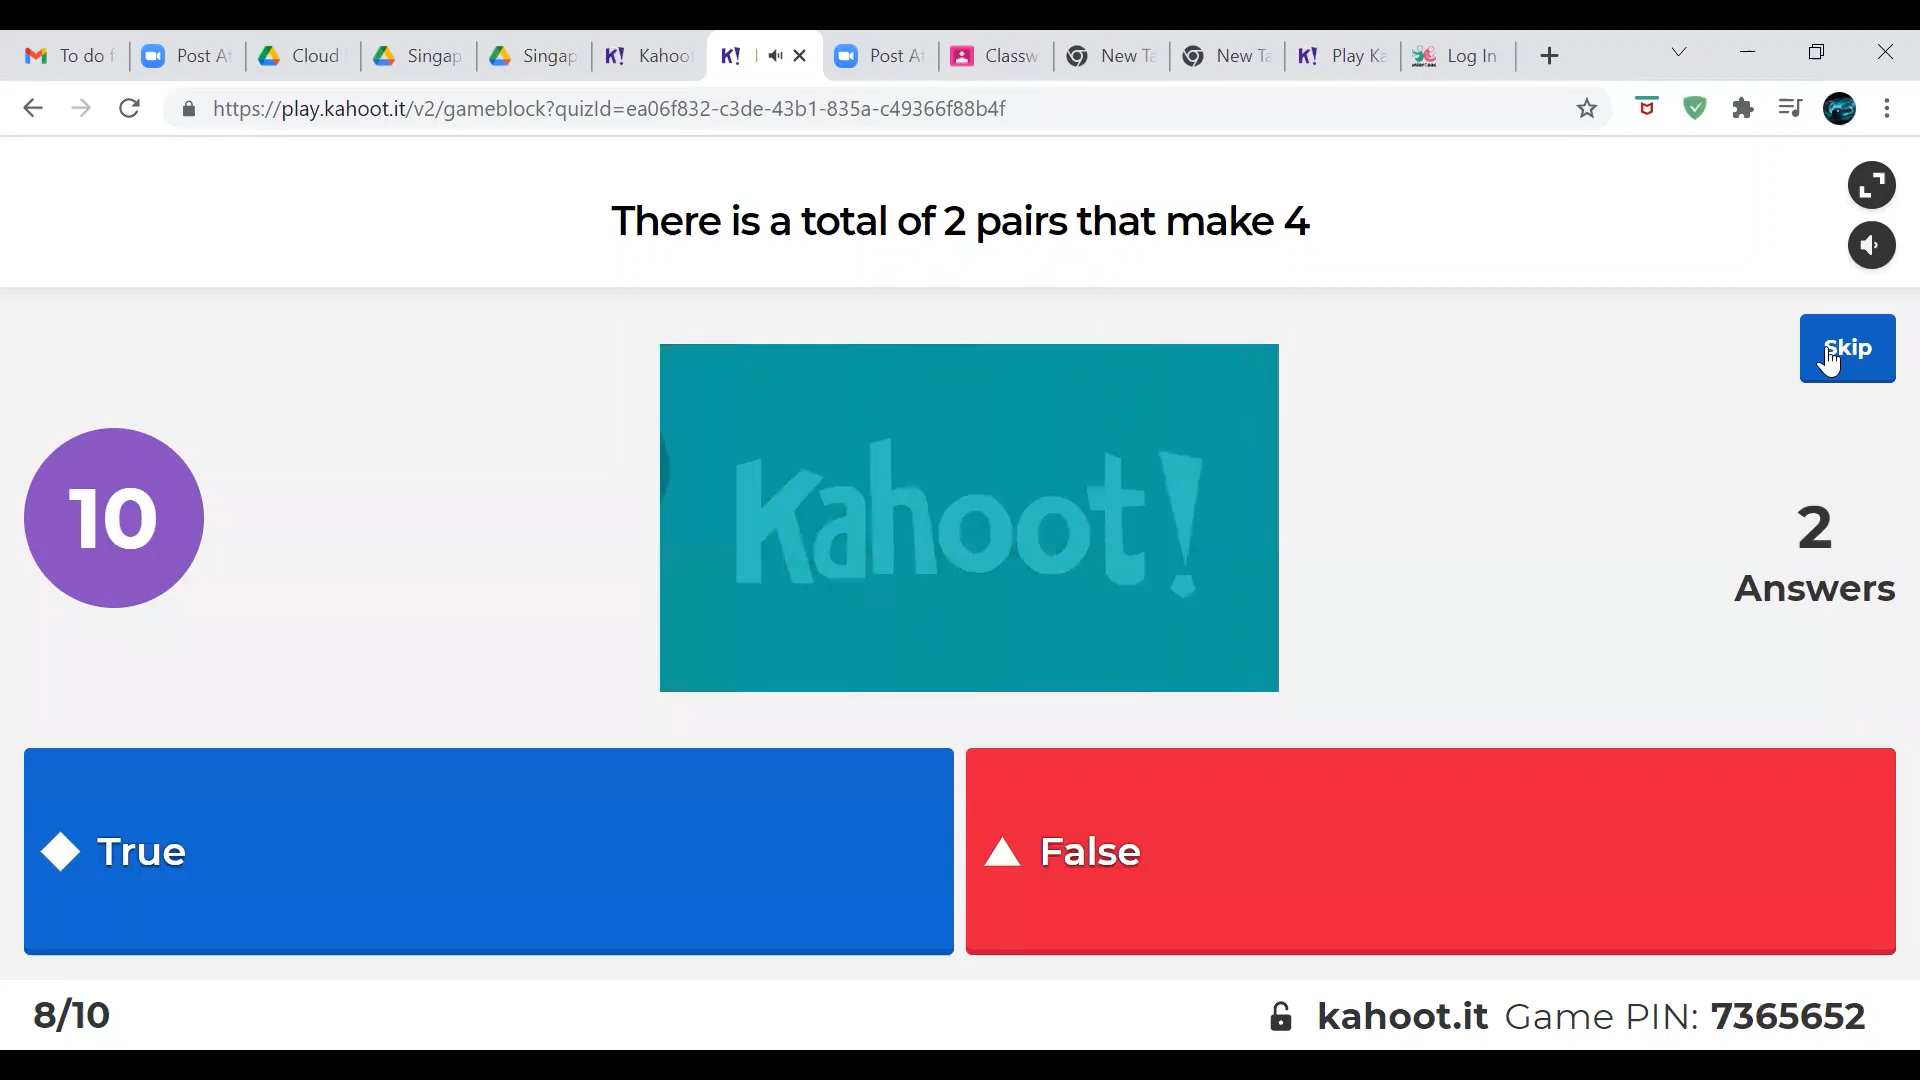 To do f
Post At
Cloud
Singap
Singap
Kahoot
K!
Post At
Classw
New Ta
New Ta
K! Play Ka
Log In
https://play.kahoot.it/v2/gameblock?quizId=ea06f832-c3de-43b1-835a-c49366f88b4f
There is a total of 2 pairs that make 4
Skip
10
Kahoot!
2
Answers
True
False
8/10
kahoot.it Game PIN: 7365652